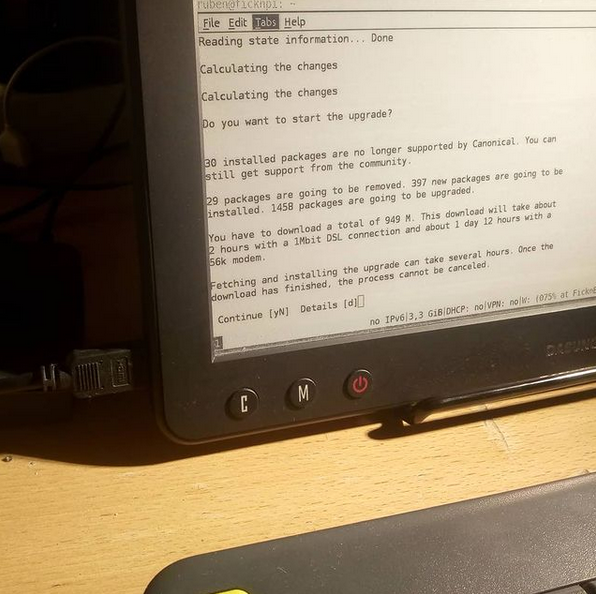 ruben@ficknpi: ~
File Edit Tabs Help
Reading state information... Done
Calculating the changes
Calculating the changes
Do you want to start the upgrade?
30 installed packages are no longer supported by Canonical. You can
still get support from the community.
29 packages are going to be removed. 397 new packages are going to be
installed. 1458 packages are going to be upgraded.
You have to download a total of 949 M. This download will take about
2 hours with a 1Mbit DSL connection and about 1 day 12 hours with a
56k modem.
Fetching and installing the upgrade can take several hours. Once the
download has finished, the process cannot be canceled.
Continue [yN]  Details [d]
no IPv6|3,3 GiB|DHCP: no|VPN: no|W: (075% at
1
DASUNG
C
M